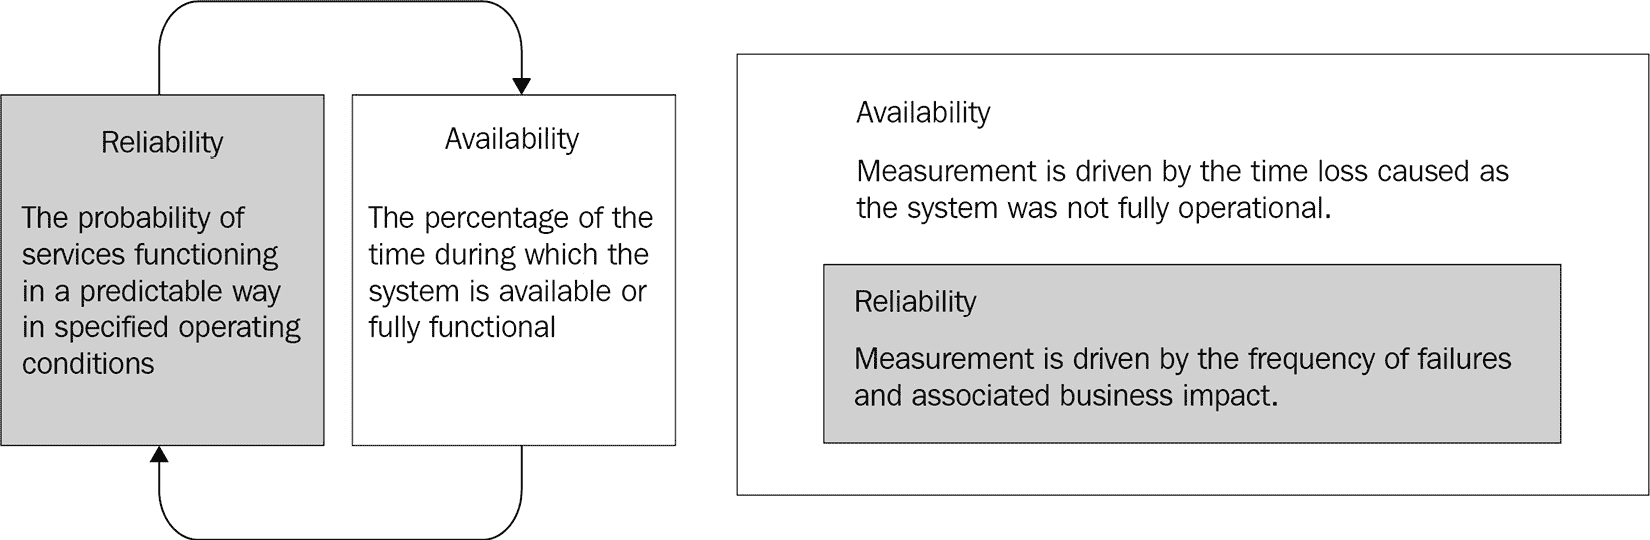 Reliability
The probability of
services functioning
in a predictable way
in specified operating
conditions
Availability
The percentage of the
time during which the
system is available or
fully functional
Availability
Measurement is driven by the time loss caused as
the system was not fully operational.
Reliability
Measurement is driven by the frequency of failures
and associated business impact.